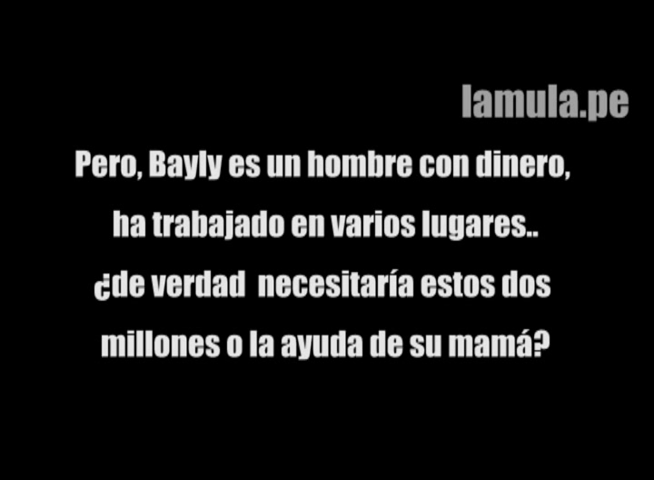 lamula.pe
Pero, Bayly es un hombre con dinero,
ha trabajado en varios lugares..
¿de verdad  necesitaría estos dos
millones o la ayuda de su mamá?